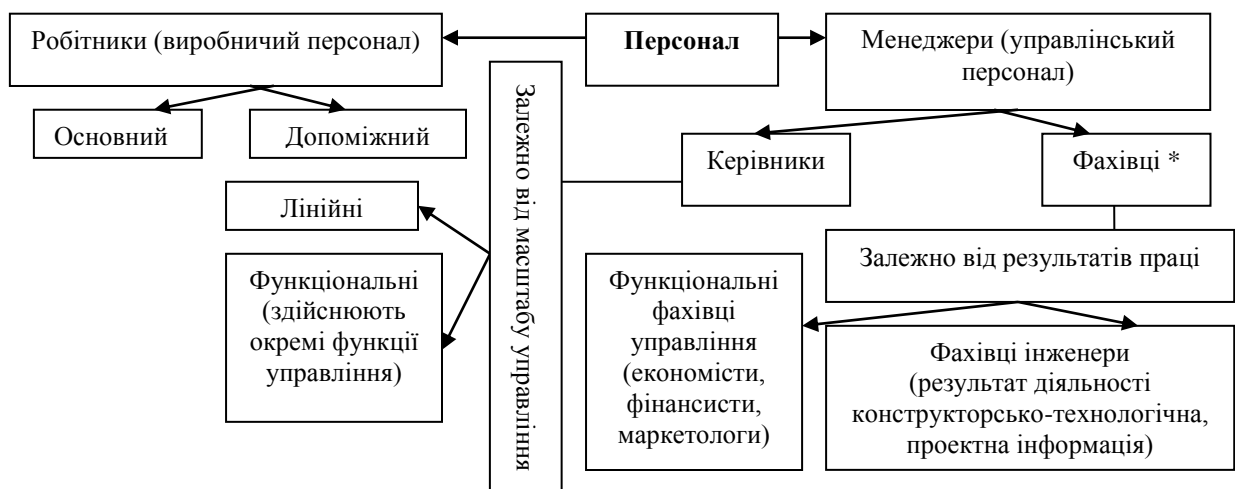 Робітники (виробничий персонал)
Персонал
Менеджери (управлінський
персонал)
Основний
Допоміжний
Залежно від масштабу управління
Керівники
Фахівці *
Лінійні
Функціональні
(здійснюють
окремі функції
управління)
Залежно від результатів праці
Функціональні
фахівці
управління
(економісти,
фінансисти,
маркетологи)
Фахівці інженери
(результат діяльності
конструкторсько-технологічна,
проектна інформація)